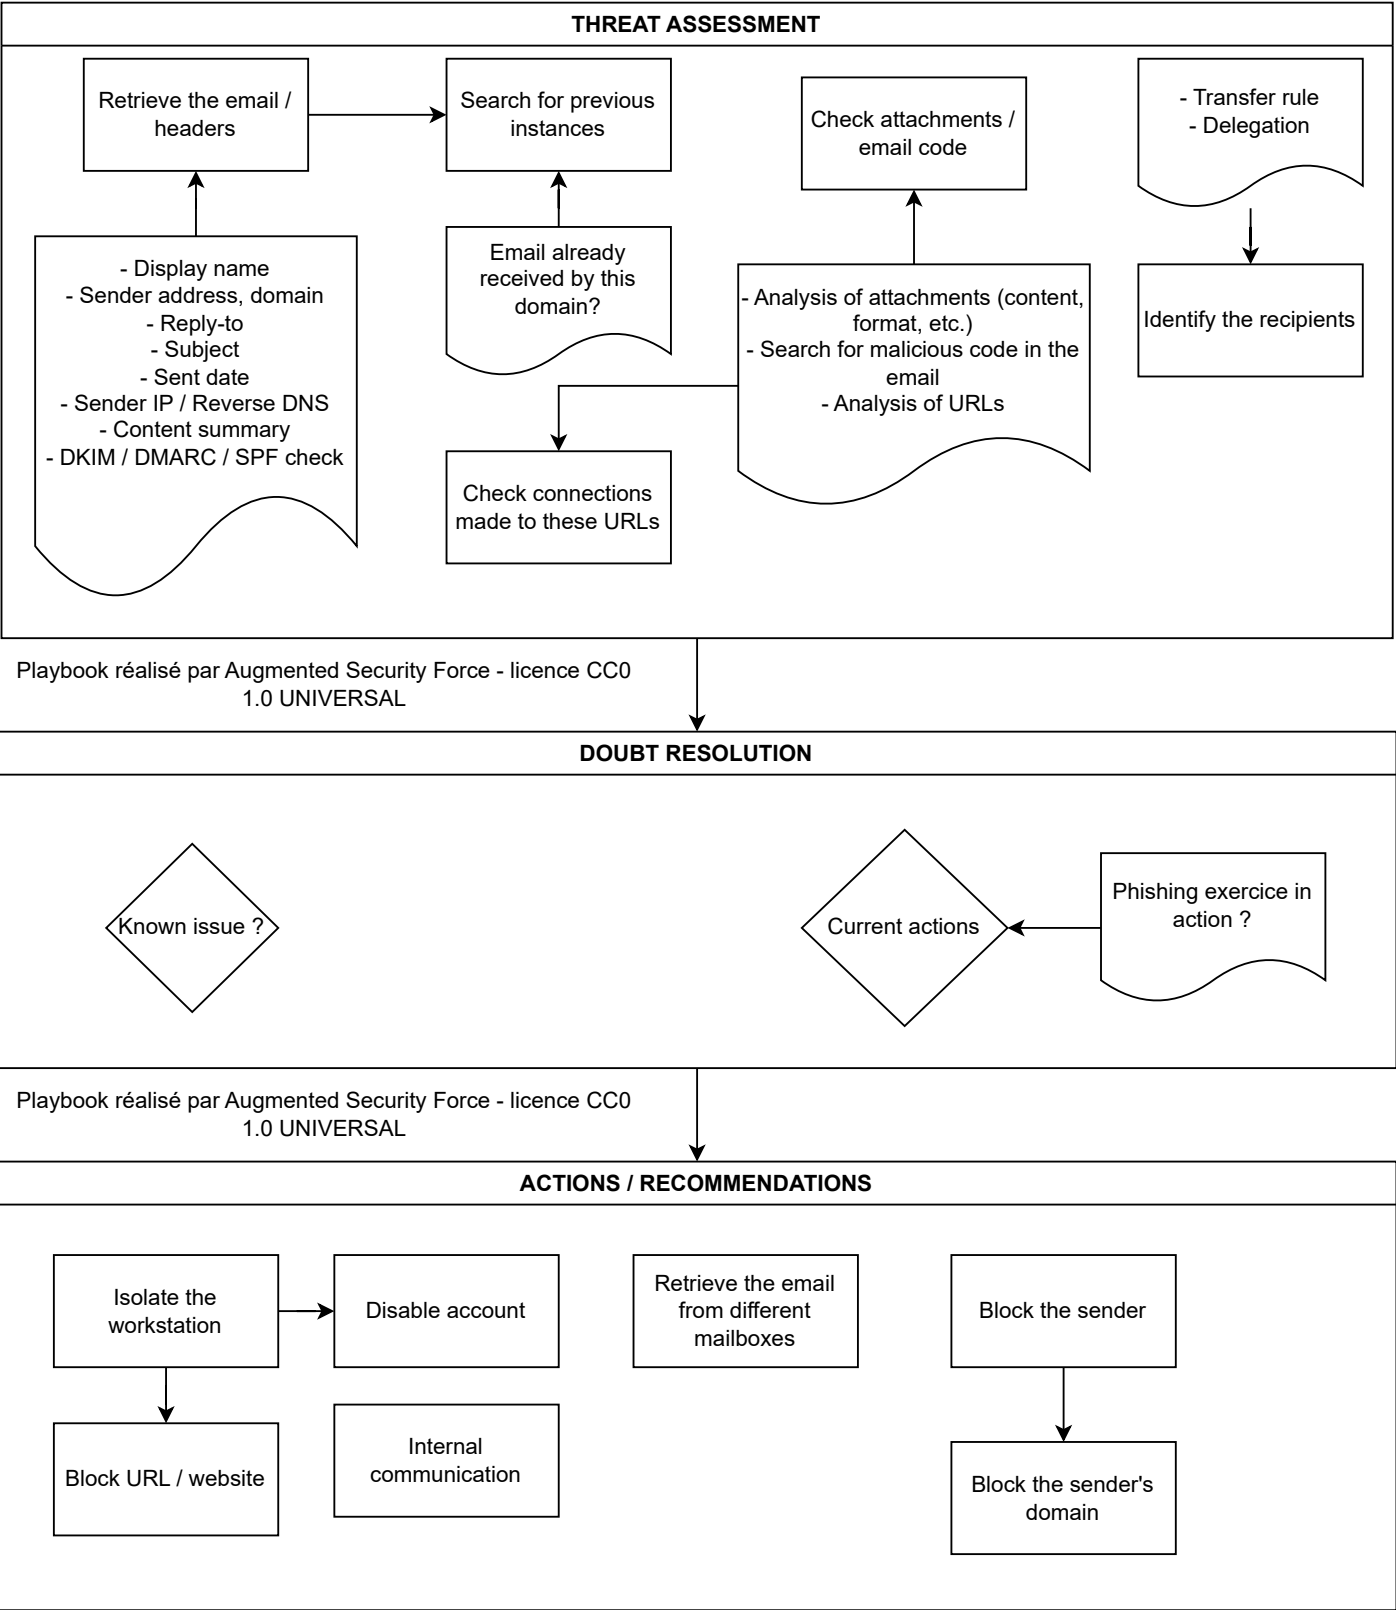 THREAT ASSESSMENT
Retrieve the email /
headers
Search for previous
instances
Check attachments /
email code
- Transfer rule
- Delegation
- Display name
- Sender address, domain
- Reply-to
- Subject
- Sent date
- Sender IP / Reverse DNS
- Content summary
- DKIM / DMARC / SPF check
Email already
received by this
domain?
- Analysis of attachments (content,
format, etc.)
- Search for malicious code in the
email
- Analysis of URLs
Identify the recipients
Check connections
made to these URLs
Playbook réalisé par Augmented Security Force - licence CC0
1.0 UNIVERSAL
DOUBT RESOLUTION
Known issue ?
Current actions
Phishing exercice in
action ?
Playbook réalisé par Augmented Security Force - licence CC0
1.0 UNIVERSAL
ACTIONS / RECOMMENDATIONS
Isolate the
workstation
Disable account
Retrieve the email
from different
mailboxes
Block the sender
Block URL / website
Internal
communication
Block the sender's
domain